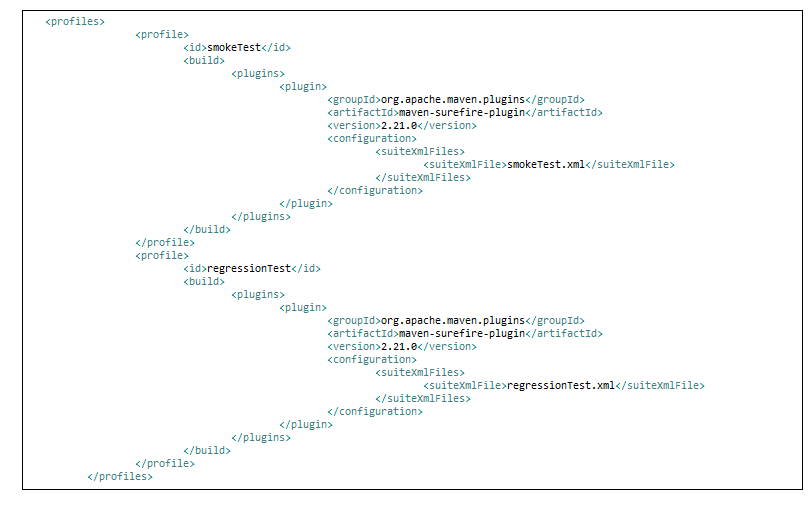 <profiles>
<profile>
<id>smokeTest</id>
<build>
<plugins>
<plugin>
<groupId>org.apache.maven.plugins</groupId>
<artifactId>maven-surefire-plugin</artifactId>
<version>2.21.0</version>
<configuration>
<suiteXmlFiles>
<suiteXmlFile>smokeTest.xml</suiteXmlFile>
</suiteXmlFiles>
</configuration>
</plugin>
</plugins>
</build>
</profile>
<profile>
<id>regressionTest</id>
<build>
<plugins>
<plugin>
<groupId>org.apache.maven.plugins</groupId>
<artifactId>maven-surefire-plugin</artifactId>
<version>2.21.0</version>
<configuration>
<suiteXmlFiles>
<suiteXmlFile>regressionTest.xml</suiteXmlFile>
</suiteXmlFiles>
</configuration>
</plugin>
</plugins>
</build>
</profile>
</profiles>